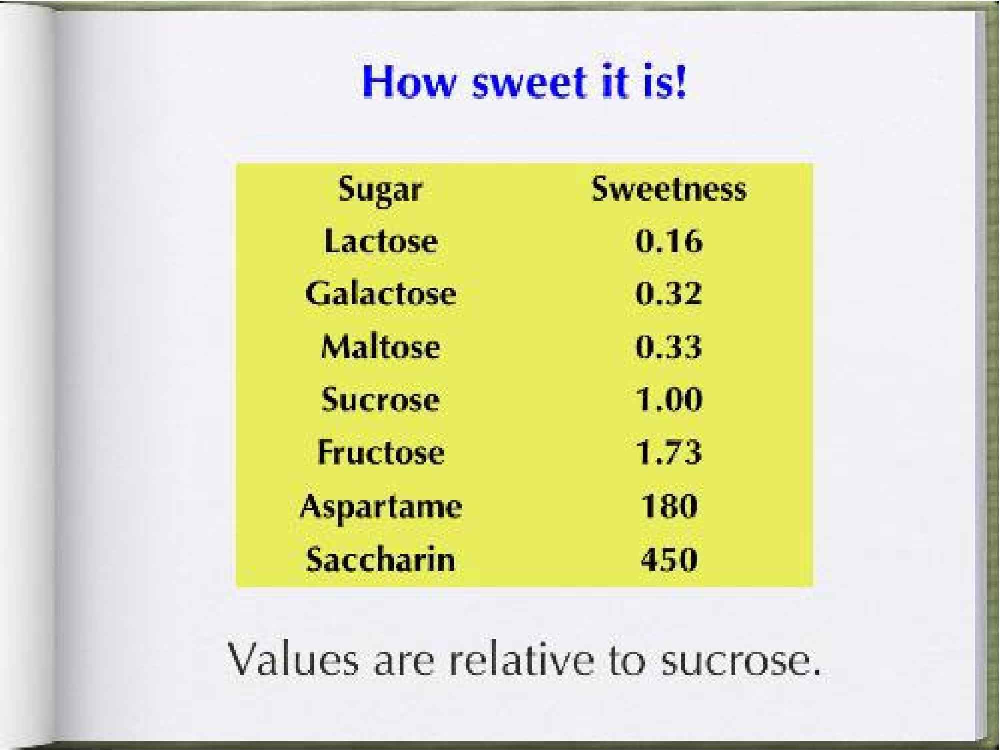 How sweet it is!
Sugar Sweetness
Lactose 0.16
Galactose 0.32
Maltose 0.33
Sucrose 1.00
Fructose 1.73
Aspartame 180
Saccharin 450
Values are relative to sucrose.